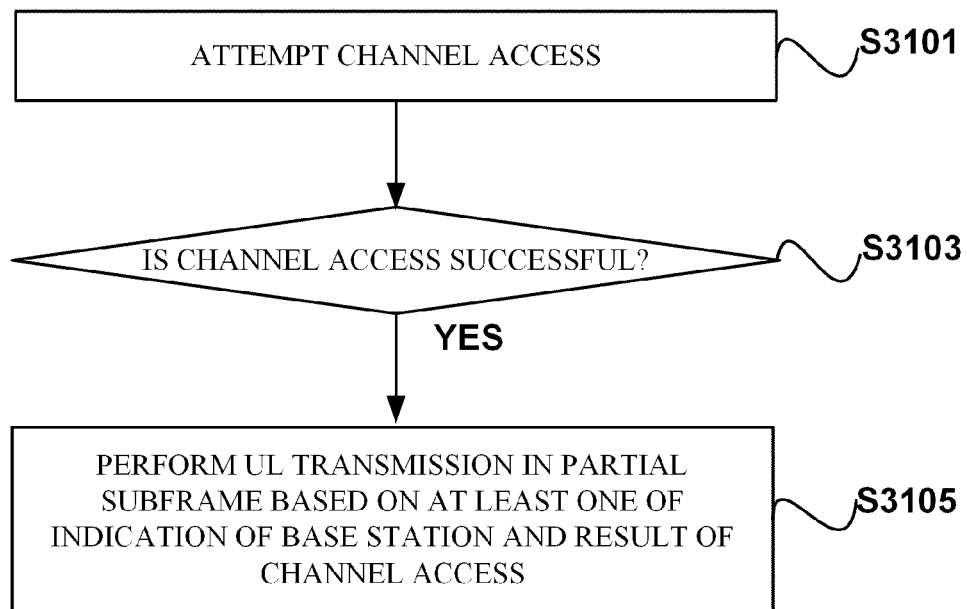 ATTEMPT CHANNEL ACCESS
S3101
IS CHANNEL ACCESS SUCCESSFUL?
S3103
YES
PERFORM UL TRANSMISSION IN PARTIAL
SUBFRAME BASED ON AT LEAST ONE OF
INDICATION OF BASE STATION AND RESULT OF
CHANNEL ACCESS
S3105